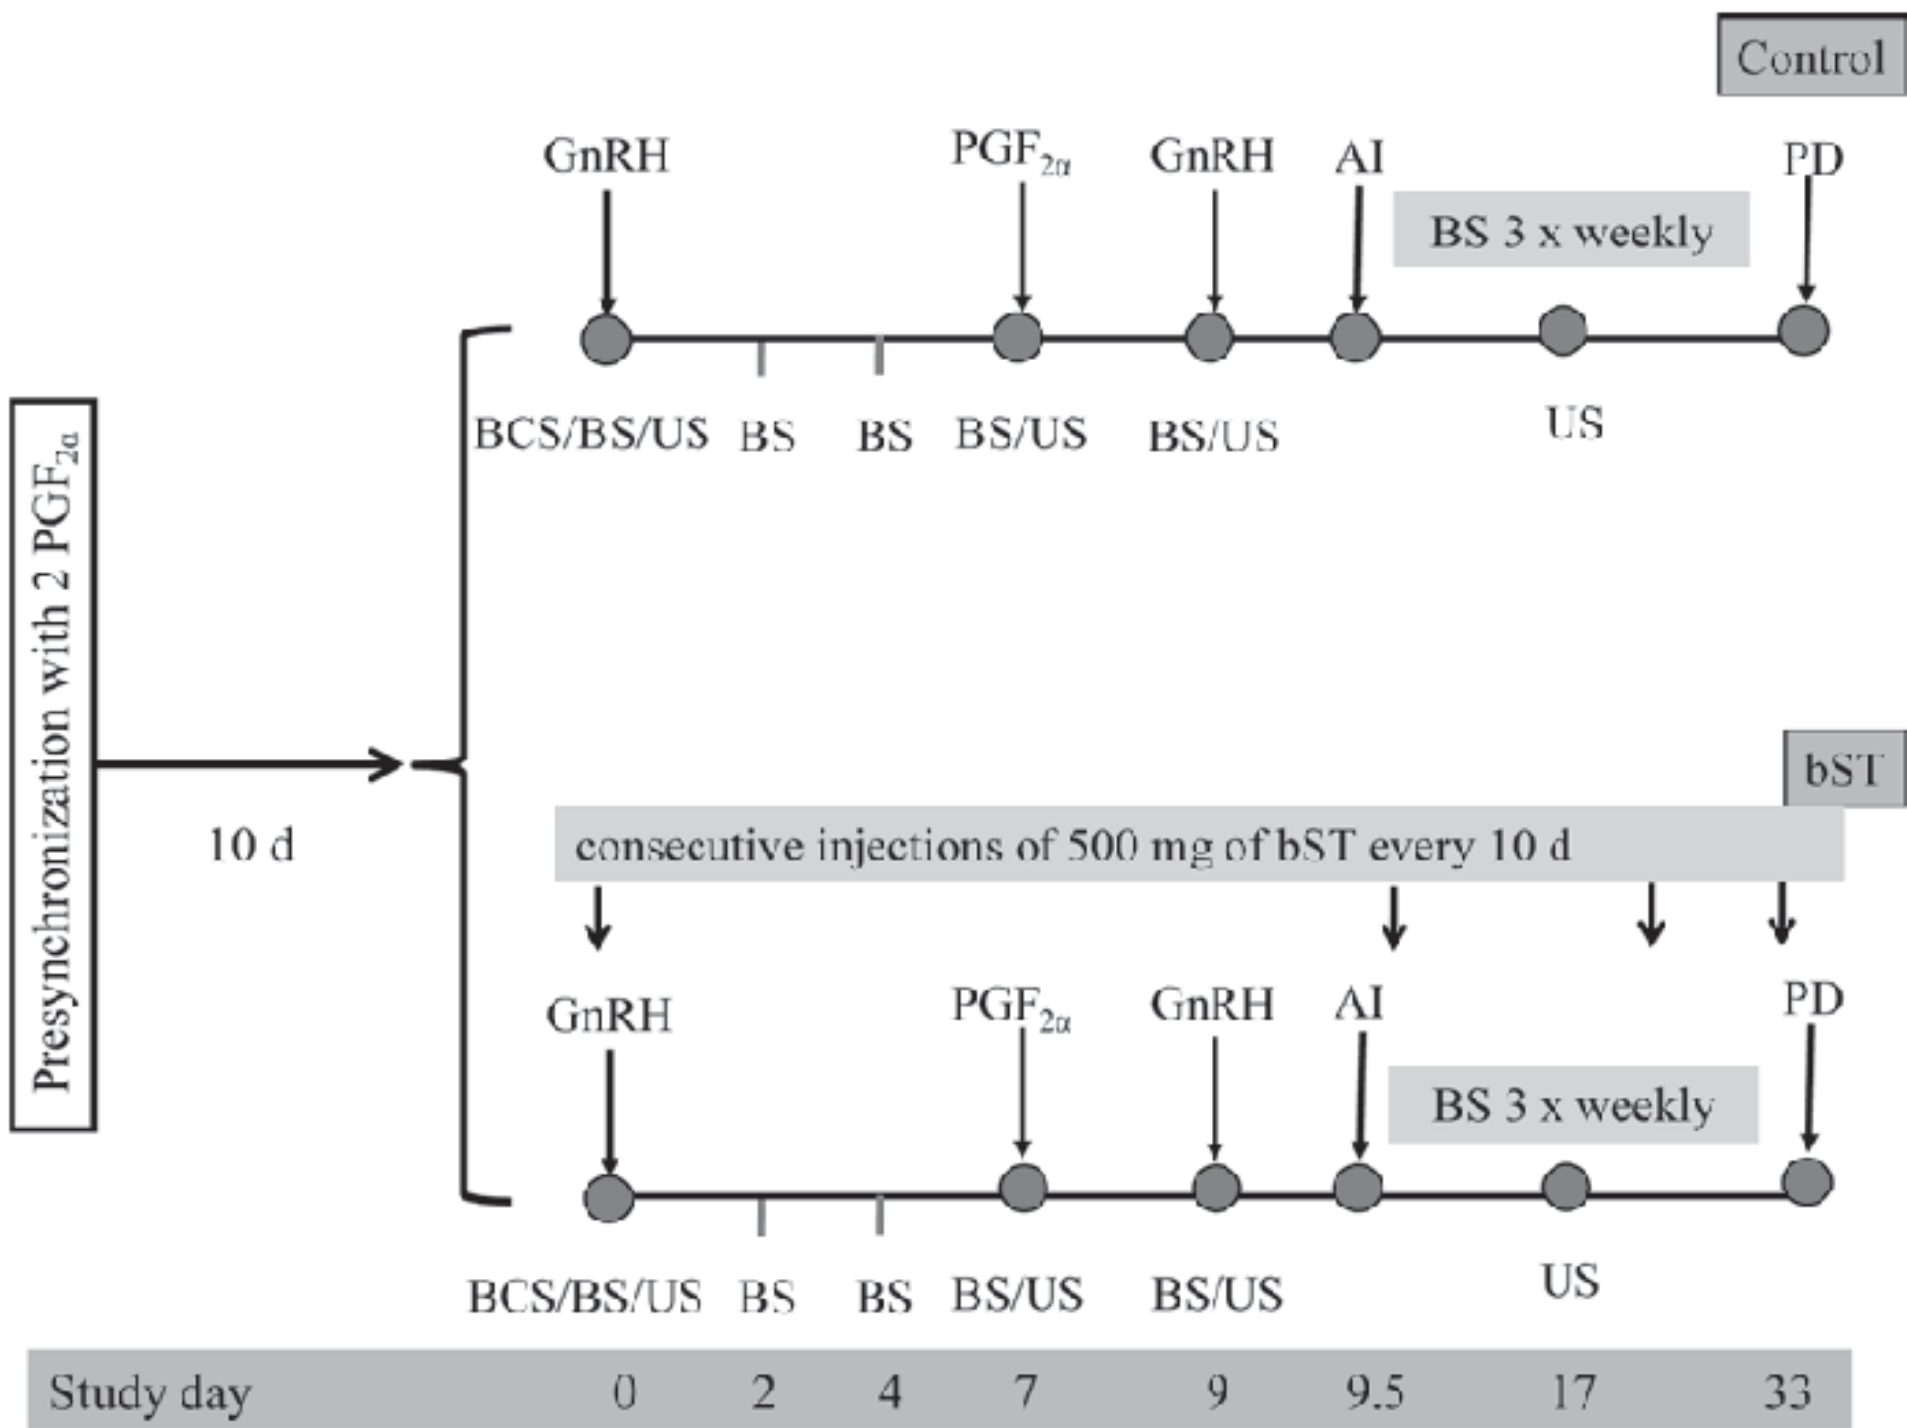 Control
GnRH PGF2α GnRH AI PD
BS 3 x weekly
BCS/BS/US BS BS BS/US BS/US US
Presynchronization with 2 PGF2α
10 d
bST
consecutive injections of 500 mg of bST every 10 d
GnRH PGF2α GnRH AI PD
BS 3 x weekly
BCS/BS/US BS BS BS/US BS/US US
Study day 0 2 4 7 9 9.5 17 33